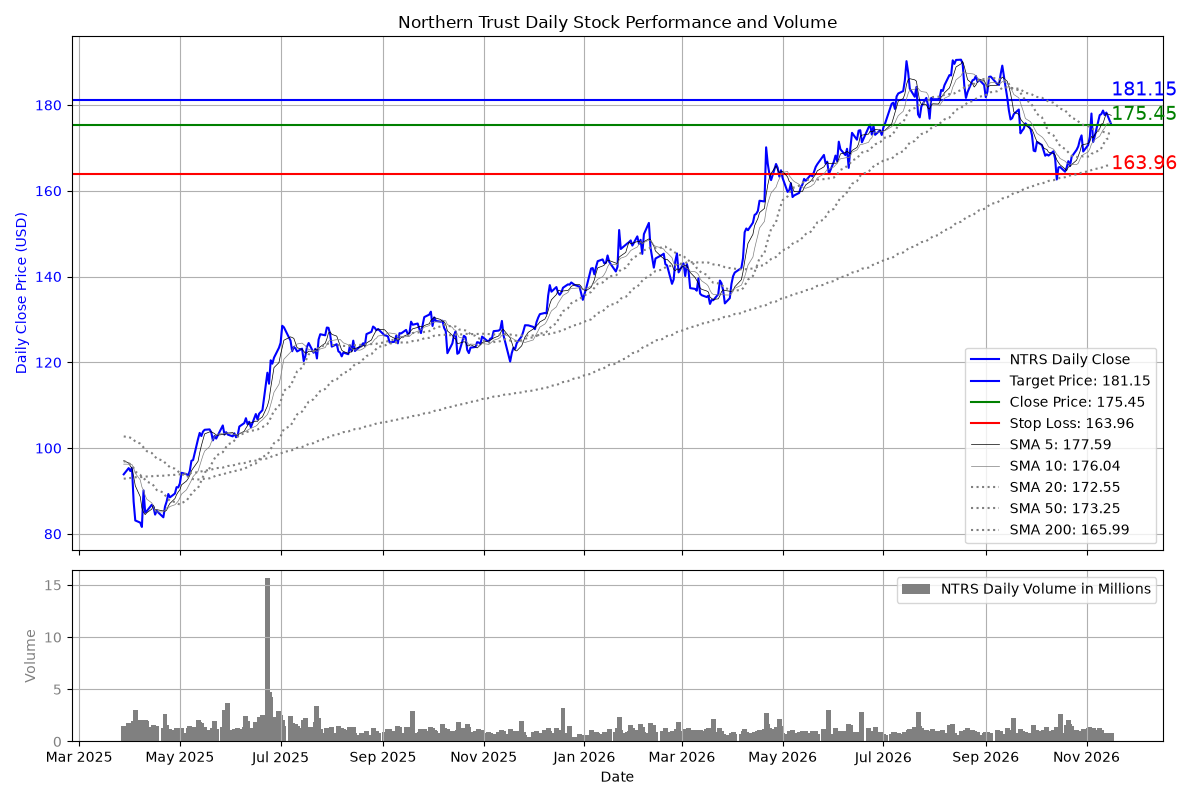 Northern Trust Daily Stock Performance and Volume
Daily Close Price (USD)
180
160
140
120
100
80
181.15
175.45
163.96
NTRS Daily Close
Target Price: 181.15
Close Price: 175.45
Stop Loss: 163.96
SMA 5: 177.59
SMA 10: 176.04
SMA 20: 172.55
SMA 50: 173.25
SMA 200: 165.99
Volume
15
10
5
0
NTRS Daily Volume in Millions
Mar 2025 May 2025 Jul 2025 Sep 2025 Nov 2025 Jan 2026 Mar 2026 May 2026 Jul 2026 Sep 2026 Nov 2026
Date